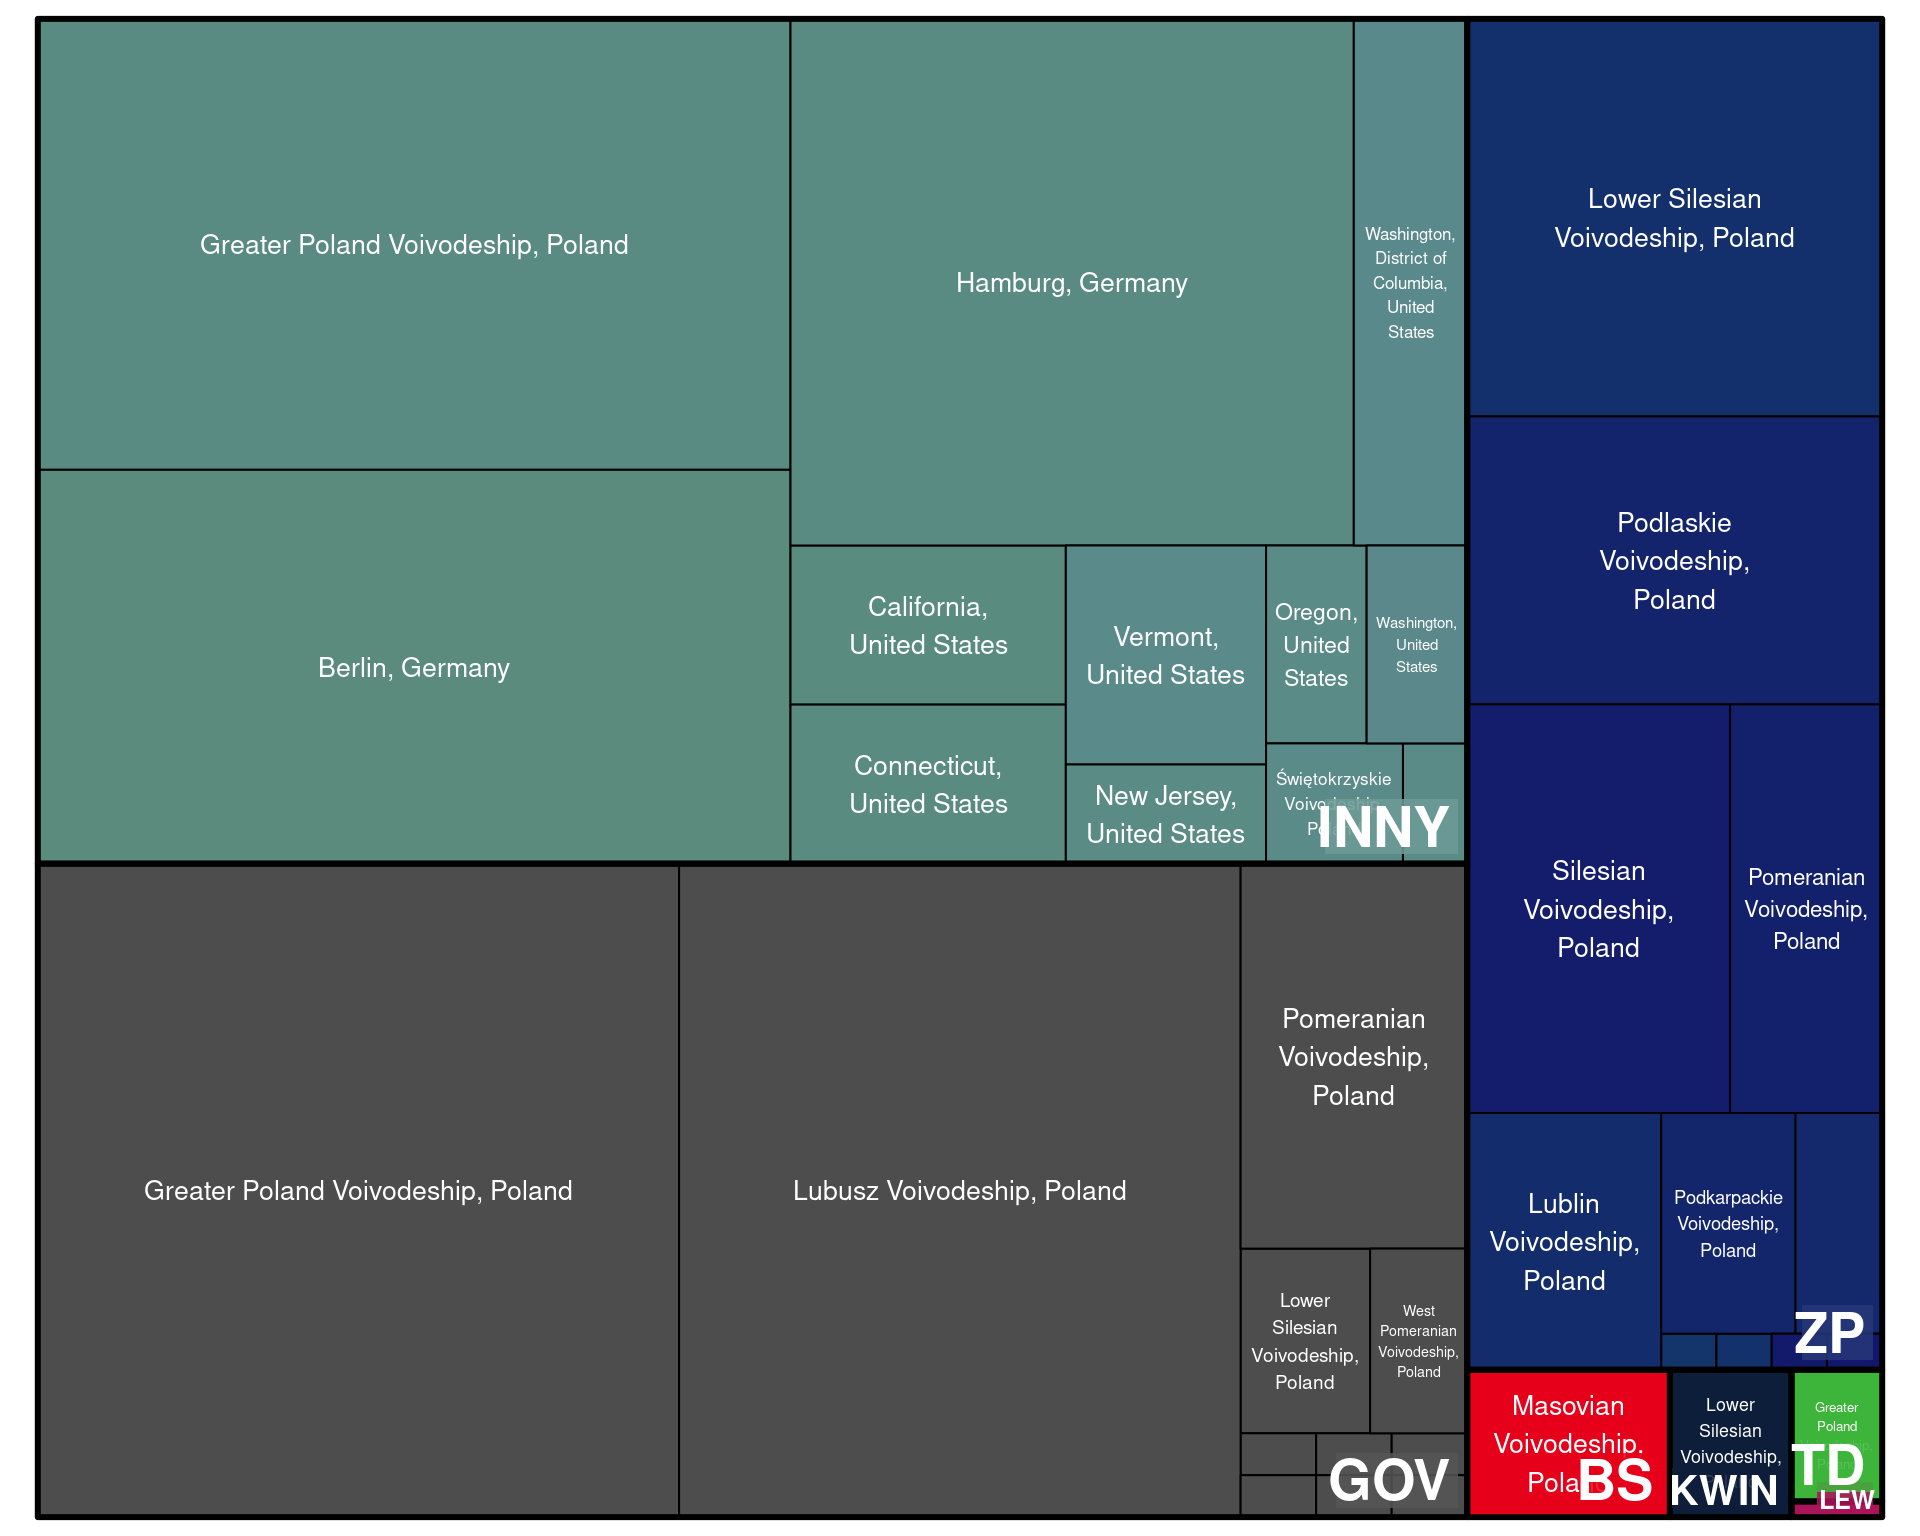 Greater Poland Voivodeship, Poland
Hamburg, Germany
Washington,
District of
Columbia,
United
States
Berlin, Germany
California,
United States
Connecticut,
United States
Vermont,
United States
New Jersey,
United States
Oregon,
United
States
Washington,
United
States
Świętokrzyskie
INNY
Greater Poland Voivodeship, Poland
Lubusz Voivodeship, Poland
Pomeranian
Voivodeship,
Poland
Lower
Silesian
Voivodeship,
Poland
West
Pomeranian
Voivodeship,
Poland
GOV
Lower Silesian
Voivodeship, Poland
Podlaskie
Voivodeship,
Poland
Silesian
Voivodeship,
Poland
Pomeranian
Voivodeship,
Poland
Lublin
Voivodeship,
Poland
Podkarpackie
Voivodeship,
Poland
ZP
Masovian
Voivodeship,
BS
Lower
Silesian
Voivodeship,
KWIN
Greater
Poland
TD
LEW